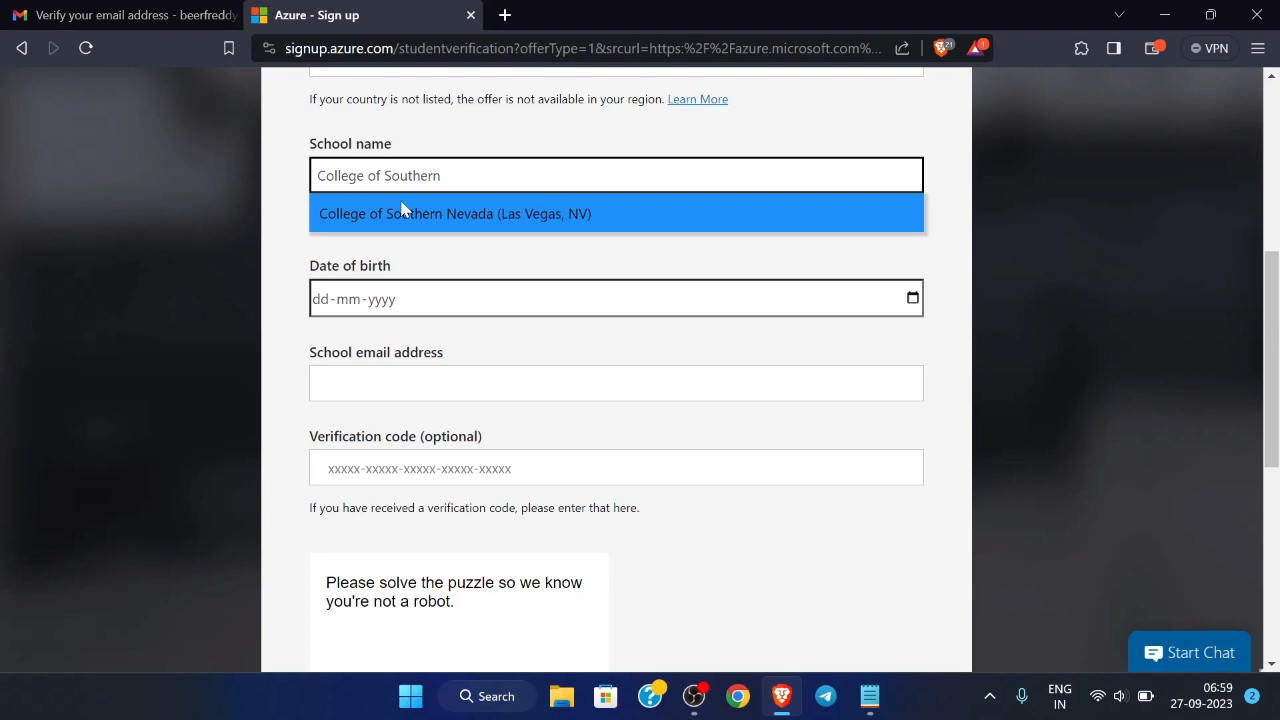 Verify your email address - beerfreddy
Azure - Sign up
signup.azure.com/studentverification?offerType=1&srcurl=https:%2F%2Fazure.microsoft.com%...
21
1
VPN
If your country is not listed, the offer is not available in your region. Learn More
School name
College of Southern
College of Southern Nevada (Las Vegas, NV)
Date of birth
dd-mm-yyyy
School email address
Verification code (optional)
xxxxx-xxxxx-xxxxx-xxxxx-xxxxx
If you have received a verification code, please enter that here.
Please solve the puzzle so we know
you're not a robot.
Start Chat
Search
ENG
IN
06:59
27-09-2023
2